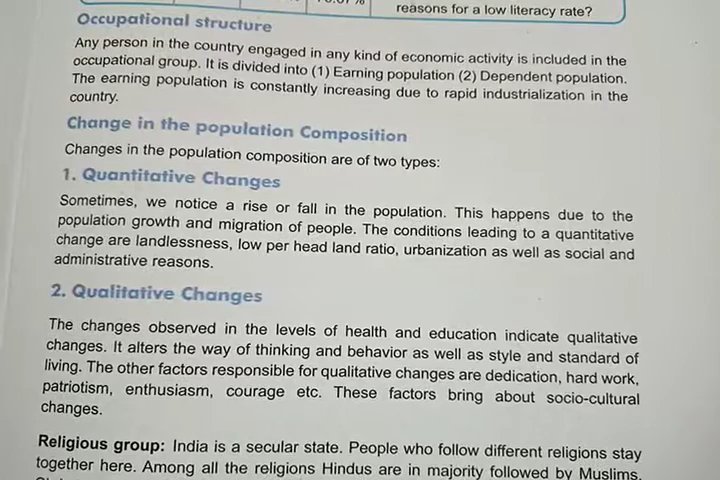 reasons for a low literacy rate?
Occupational structure
Any person in the country engaged in any kind of economic activity is included in the
occupational group. It is divided into (1) Earning population (2) Dependent population.
The earning population is constantly increasing due to rapid industrialization in the
country.
Change in the population Composition
Changes in the population composition are of two types:
1. Quantitative Changes
Sometimes, we notice a rise or fall in the population. This happens due to the
population growth and migration of people. The conditions leading to a quantitative
change are landlessness, low per head land ratio, urbanization as well as social and
administrative reasons.
2. Qualitative Changes
The changes observed in the levels of health and education indicate qualitative
changes. It alters the way of thinking and behavior as well as style and standard of
living. The other factors responsible for qualitative changes are dedication, hard work,
patriotism, enthusiasm, courage etc. These factors bring about socio-cultural
changes.
Religious group: India is a secular state. People who follow different religions stay
together here. Among all the religions Hindus are in majority followed by Muslims.